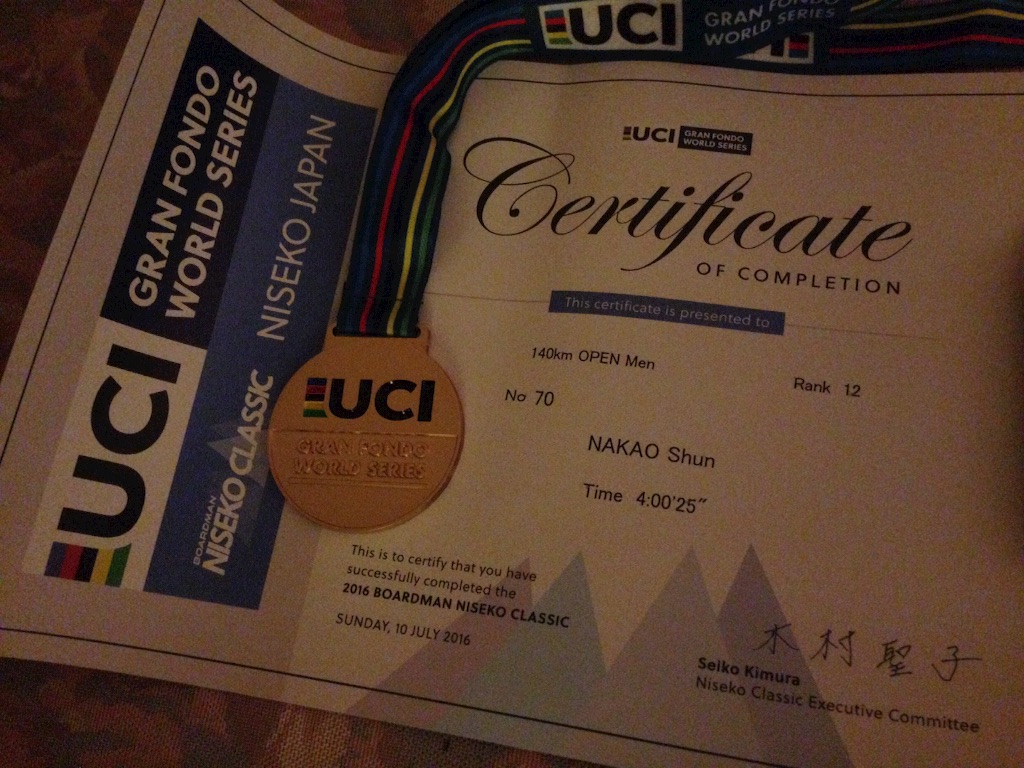 UCI
GRAN FONDO
WORLD SERIES
UCI
GRAN FONDO
WORLD SERIES
BOARDMAN
NISEKO CLASSIC NISEKO JAPAN
UCI GRAN FONDO
WORLD SERIES
Certificate
OF COMPLETION
This certificate is presented to
140km OPEN Men
Rank 12
No 70
NAKAO Shun
Time 4:00'25"
UCI
GRAN FONDO
WORLD SERIES
This is to certify that you have
successfully completed the
2016 BOARDMAN NISEKO CLASSIC
SUNDAY, 10 JULY 2016
木村聖子
Seiko Kimura
Niseko Classic Executive Committee